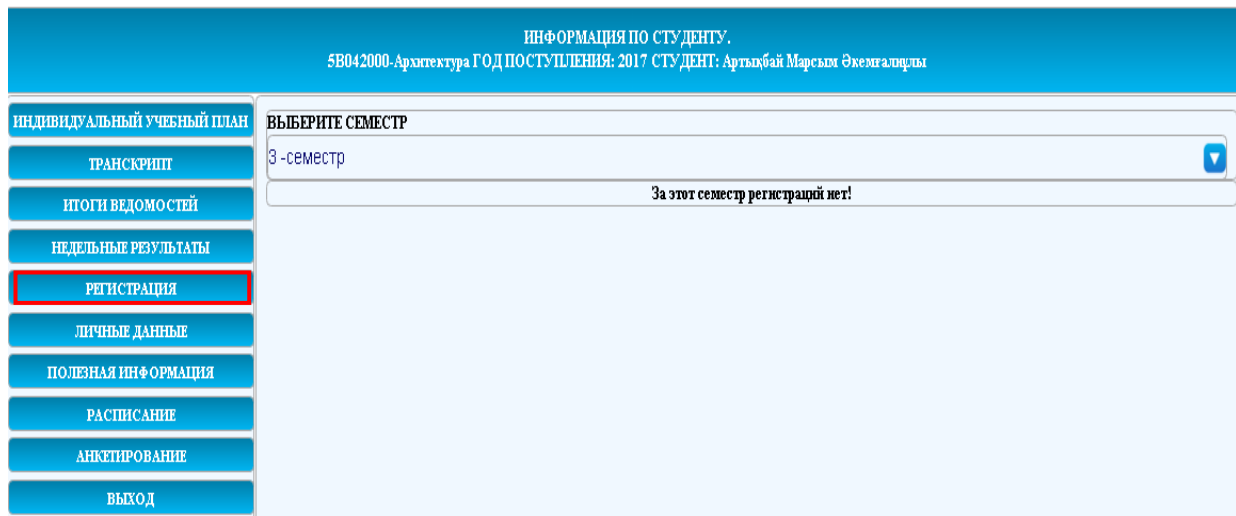 ИНФОРМАЦИЯ ПО СТУДЕНТУ.
5В042000-Архитектура ГОД ПОСТУПЛЕНИЯ: 2017 СТУДЕНТ: Артықбай Марсым Әкемғалиұлы
ИНДИВИДУАЛЬНЫЙ УЧЕБНЫЙ ПЛАН
ТРАНСКРИПТ
ИТОГИ ВЕДОМОСТЕЙ
НЕДЕЛЬНЫЕ РЕЗУЛЬТАТЫ
РЕГИСТРАЦИЯ
ЛИЧНЫЕ ДАННЫЕ
ПОЛЕЗНАЯ ИНФОРМАЦИЯ
РАСПИСАНИЕ
АНКЕТИРОВАНИЕ
ВЫХОД
ВЫБЕРИТЕ СЕМЕСТР
3 -семестр
За этот семестр регистраций нет!